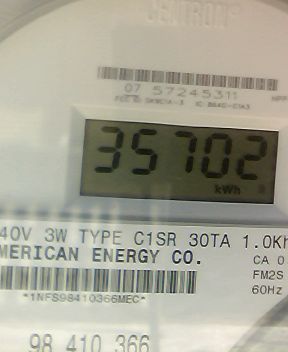 CENTRON®
07 57245311
35702
kWh
40V 3W TYPE C1SR 30TA 1.0Kh
MERICAN ENERGY CO.
CA 0
FM2S
60Hz
*1NFS98410366MEC*
98 410 366